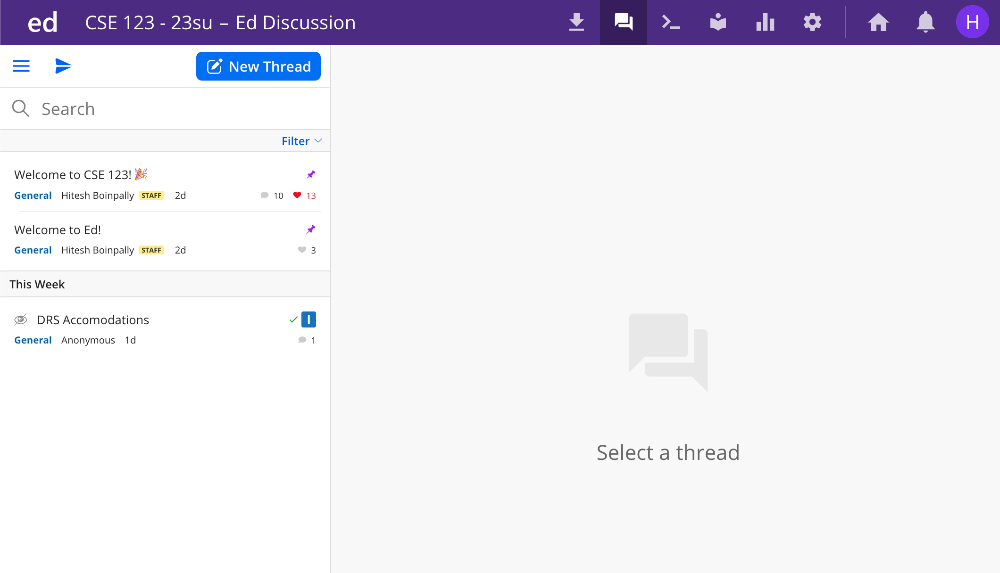 ed CSE 123 - 23su – Ed Discussion H
New Thread
Search
Filter
Welcome to CSE 123! 🎉
General Hitesh Boinpally STAFF 2d 10 13
Welcome to Ed!
General Hitesh Boinpally STAFF 2d 3
This Week
DRS Accomodations I
General Anonymous 1d 1
Select a thread